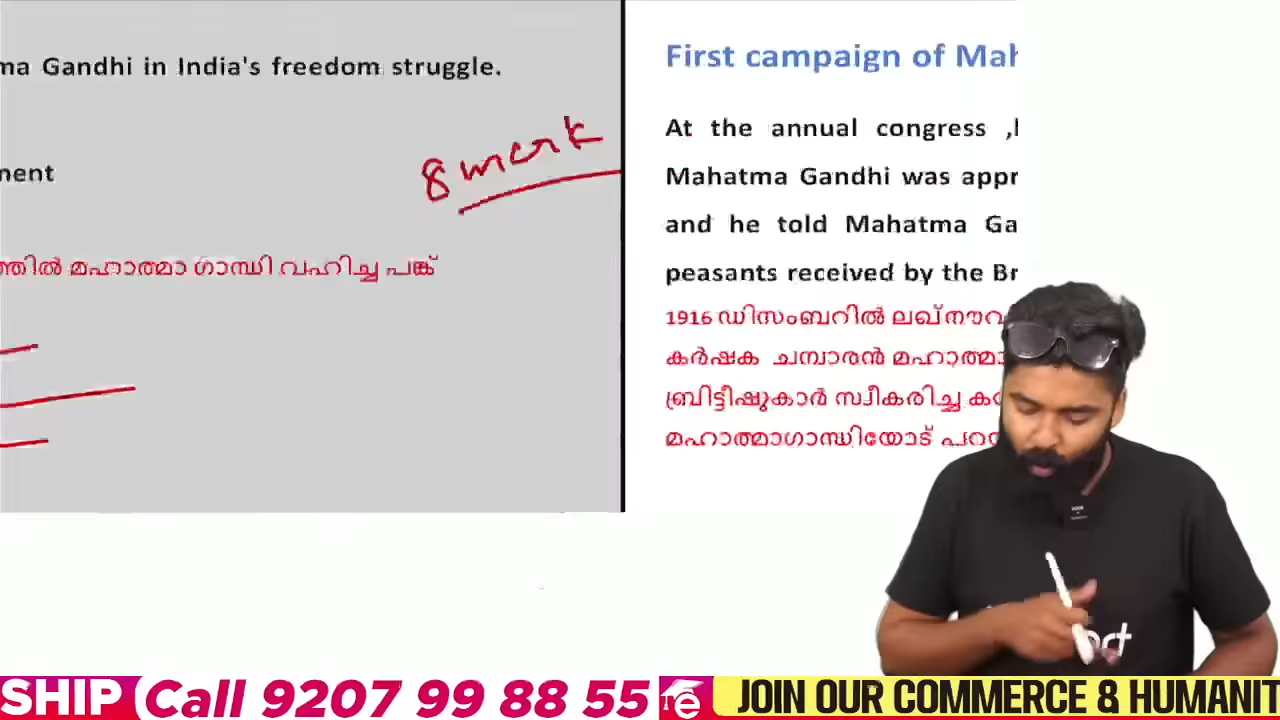 ma Gandhi in India's freedom struggle.
8 mark
nent
ത്തിൽ മഹാത്മാ ഗാന്ധി വഹിച്ച പങ്ക്
First campaign of Mah
At the annual congress ,h
Mahatma Gandhi was appr
and he told Mahatma Ga
peasants received by the Br
1916 ഡിസംബറിൽ ലഖ്നൗവ
കർഷക ചമ്പാരൻ മഹാത്മാ
ബ്രിട്ടീഷുകാർ സ്വീകരിച്ച
മഹാത്മാഗാന്ധിയോട്
SHIP Call 9207 99 88 55 JOIN OUR COMMERCE & HUMANIT